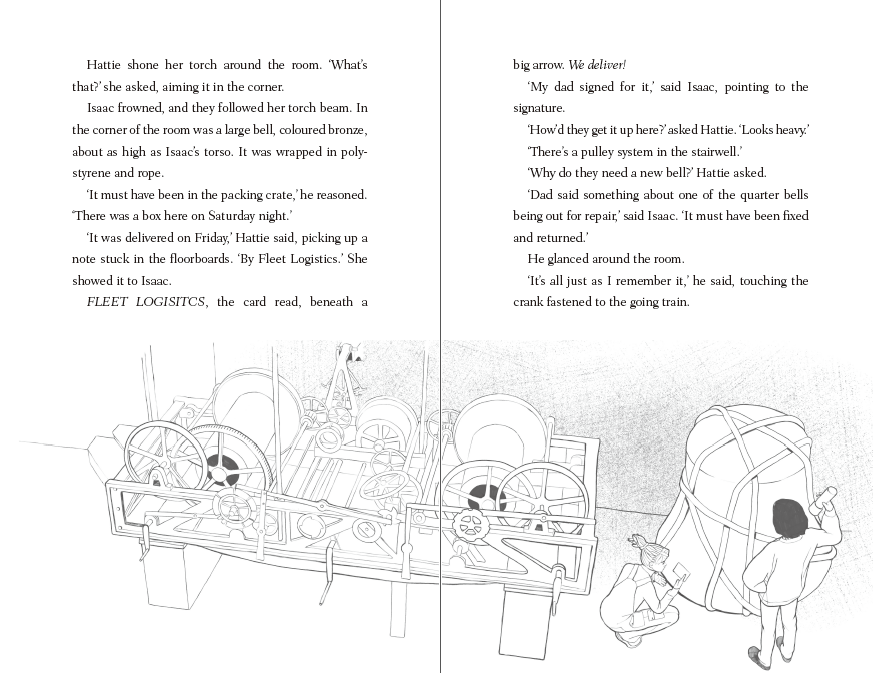 Hattie shone her torch around the room. ‘What’s
that?’ she asked, aiming it in the corner.
Isaac frowned, and they followed her torch beam. In
the corner of the room was a large bell, coloured bronze,
about as high as Isaac’s torso. It was wrapped in poly-
styrene and rope.
‘It must have been in the packing crate,’ he reasoned.
‘There was a box here on Saturday night.’
‘It was delivered on Friday,’ Hattie said, picking up a
note stuck in the floorboards. ‘By Fleet Logistics.’ She
showed it to Isaac.
FLEET LOGISITCS, the card read, beneath a
big arrow. We deliver!
‘My dad signed for it,’ said Isaac, pointing to the
signature.
‘How’d they get it up here?’ asked Hattie. ‘Looks heavy.’
‘There’s a pulley system in the stairwell.’
‘Why do they need a new bell?’ Hattie asked.
‘Dad said something about one of the quarter bells
being out for repair,’ said Isaac. ‘It must have been fixed
and returned.’
He glanced around the room.
‘It’s all just as I remember it,’ he said, touching the
crank fastened to the going train.